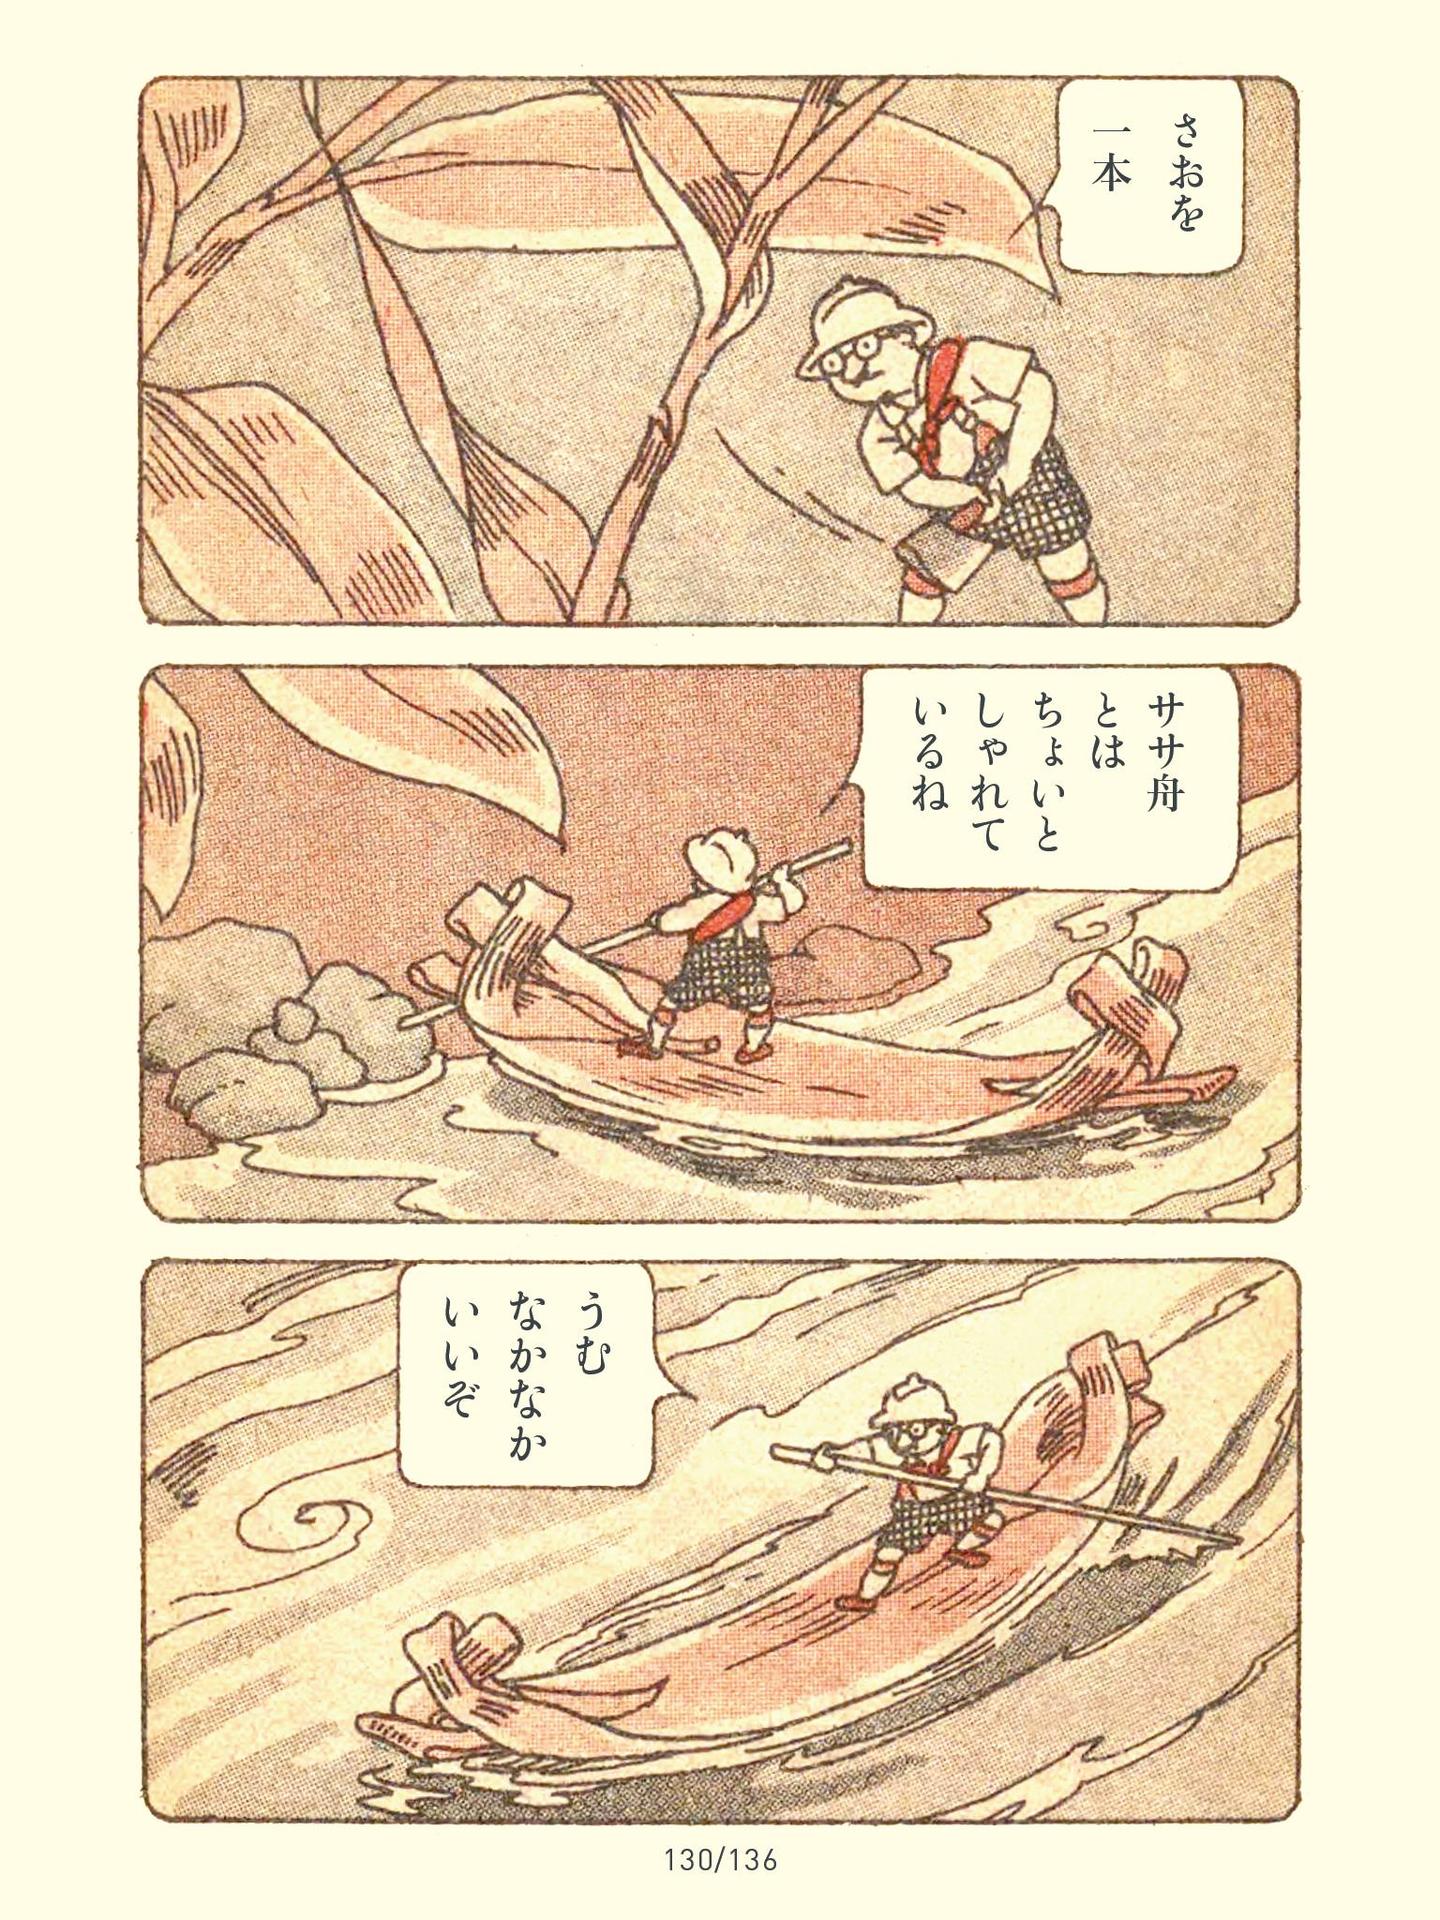 さおを
一本
ササ舟
とは
ちょいと
しゃれて
いるね
うむ
なかなか
いいぞ
130/136